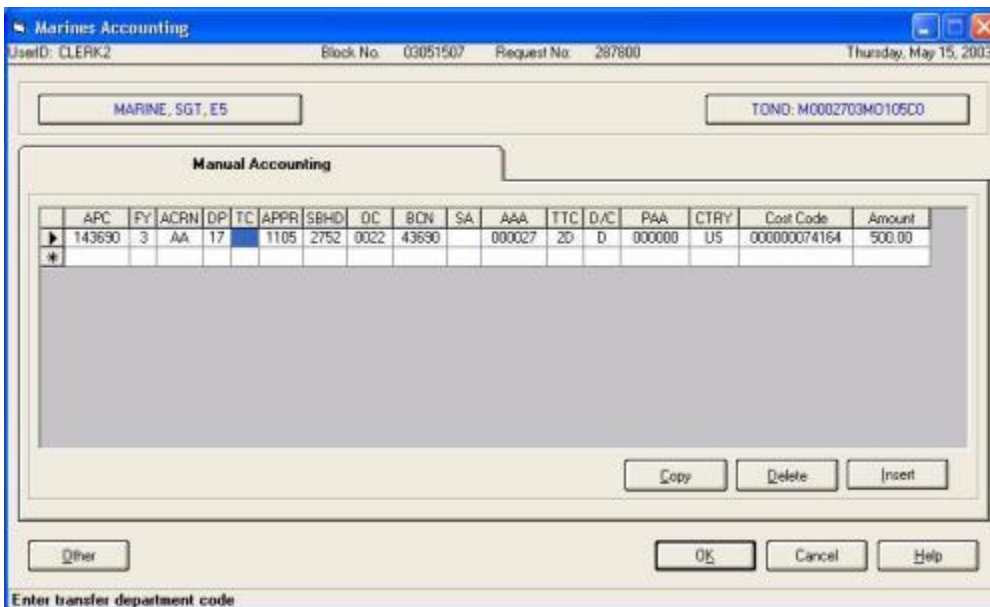 Marines Accounting
UserID: CLERK2 Block No. 03051507 Request No: 287800 Thursday, May 15, 2003
MARINE, SGT, E5 TONO: M0002703MO105C0
Manual Accounting
APC FY ACRN DP TC APPR SBHD OC BCN SA AAA TTC D/C PAA CTRY Cost Code Amount
143690 3 AA 17 1105 2752 0022 43690 000027 2D D 000000 US 000000074164 500.00
Copy Delete Insert
Other OK Cancel Help
Enter transfer department code